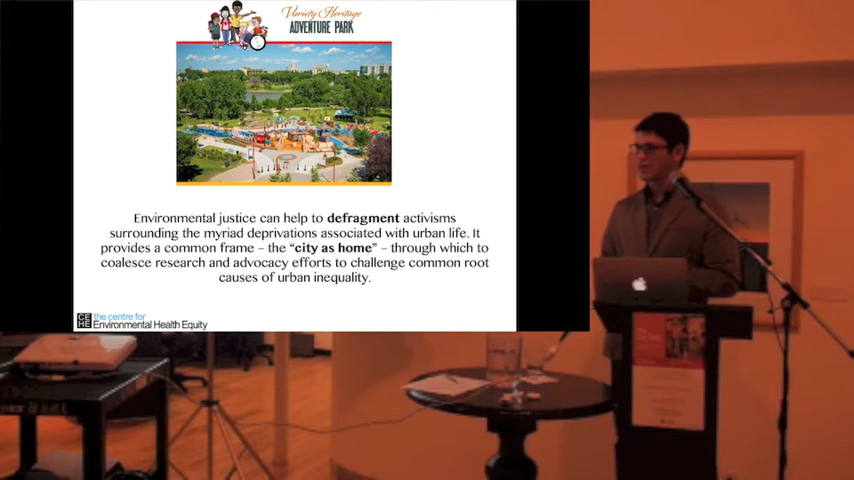 Variety Heritage
ADVENTURE PARK
Environmental justice can help to defragment activisms
surrounding the myriad deprivations associated with urban life. It
provides a common frame – the “city as home” – through which to
coalesce research and advocacy efforts to challenge common root
causes of urban inequality.
CE
HE
the centre for
Environmental Health Equity